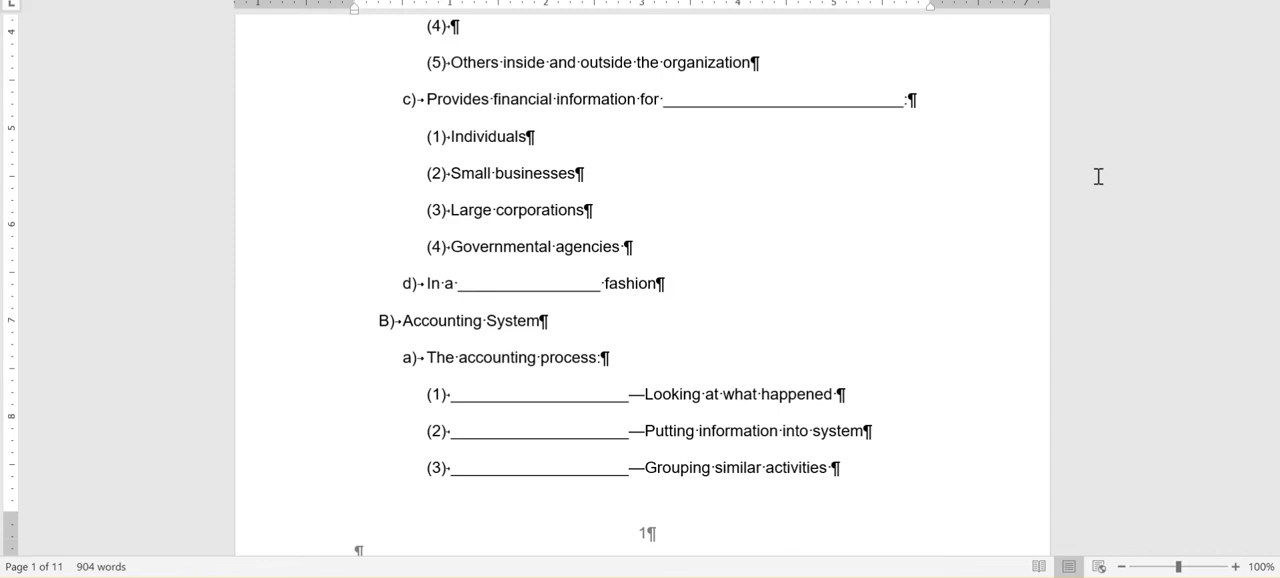 (4) ¶
(5) Others·inside·and·outside·the·organization¶
c) Provides·financial·information·for·____________________________:¶
(1) Individuals¶
(2) Small·businesses¶
(3) Large·corporations¶
(4) Governmental·agencies·¶
d) In·a·________________·fashion¶
B) Accounting·System¶
a) The·accounting·process:¶
(1) ____________________—Looking·at·what·happened·¶
(2) ____________________—Putting·information·into·system¶
(3) ____________________—Grouping·similar·activities·¶
1¶
¶
Page 1 of 11 904 words 100%